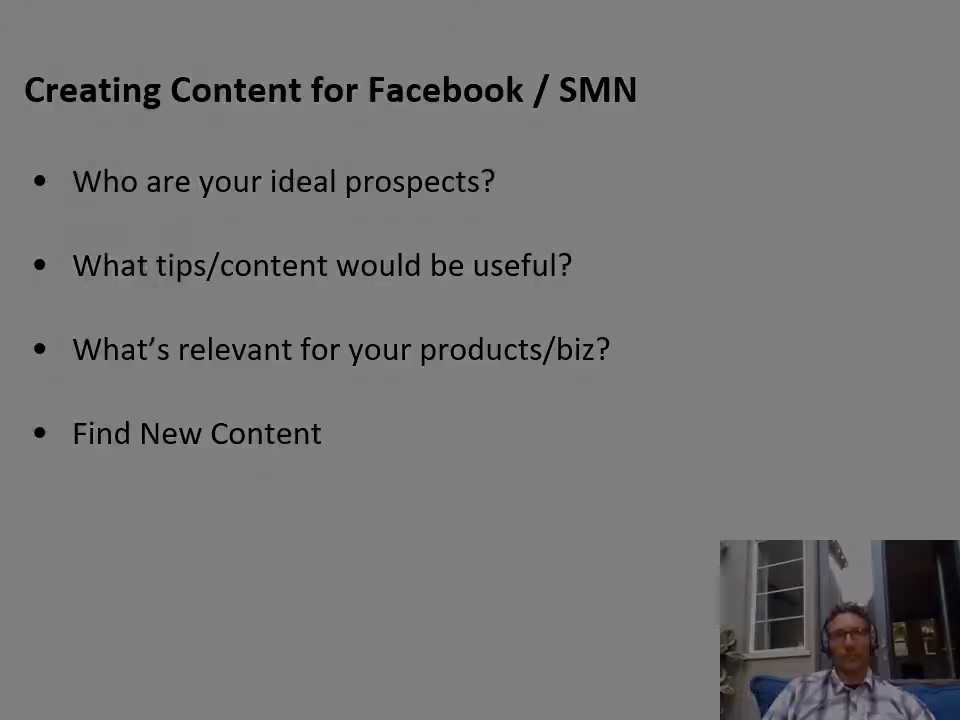 Creating Content for Facebook / SMN
• Who are your ideal prospects?
• What tips/content would be useful?
• What’s relevant for your products/biz?
• Find New Content